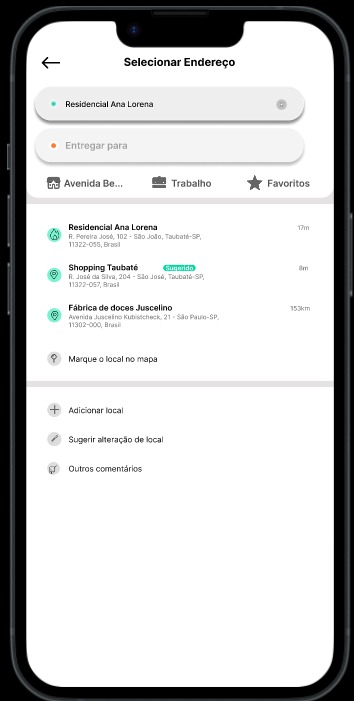 Selecionar Endereço
Residencial Ana Lorena
Entregar para
Avenida Be... Trabalho Favoritos
Residencial Ana Lorena 17m
R. Pereira José, 102 - São João, Taubaté-SP,
11322-055, Brasil
Shopping Taubaté Sugerido 8m
R. José da Silva, 204 - São José, Taubaté-SP,
11322-057, Brasil
Fábrica de doces Juscelino 153km
Avenida Juscelino Kubistcheck, 21 - São Paulo-SP,
11302-000, Brasil
Marque o local no mapa
Adicionar local
Sugerir alteração de local
Outros comentários